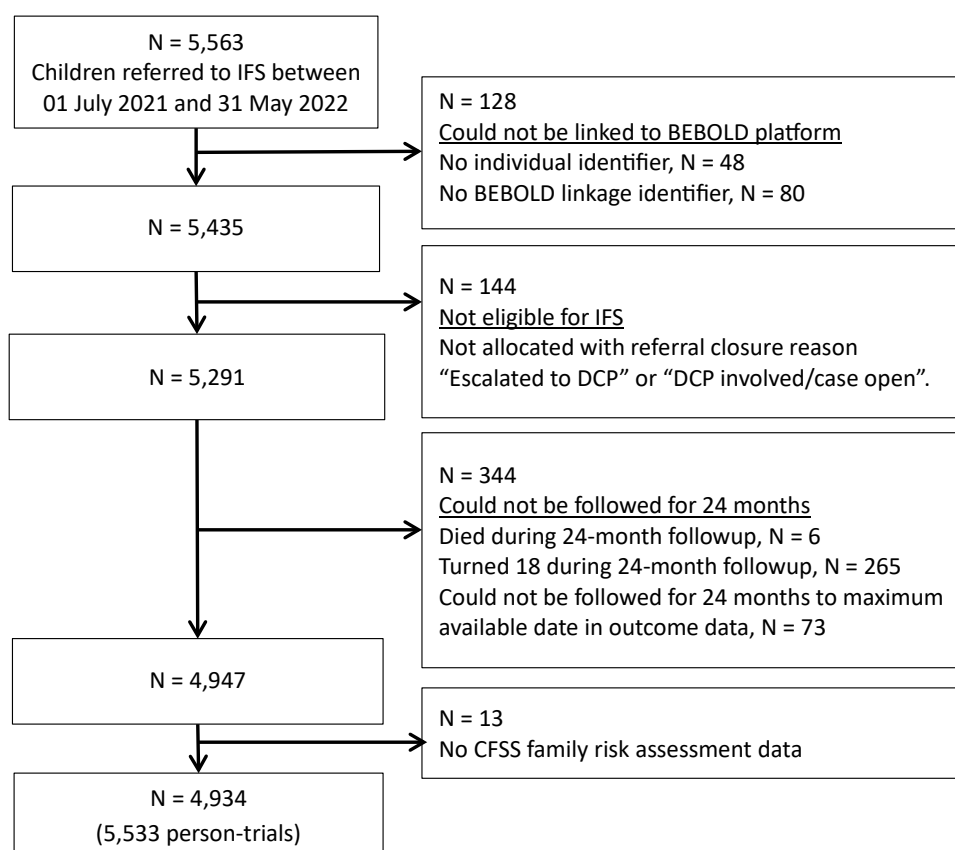 N = 5,563
Children referred to IFS between
01 July 2021 and 31 May 2022
N = 128
Could not be linked to BEBOLD platform
No individual identifier, N = 48
No BEBOLD linkage identifier, N = 80
N = 5,435
N = 144
Not eligible for IFS
Not allocated with referral closure reason
“Escalated to DCP” or “DCP involved/case open”.
N = 5,291
N = 344
Could not be followed for 24 months
Died during 24-month followup, N = 6
Turned 18 during 24-month followup, N = 265
Could not be followed for 24 months to maximum
available date in outcome data, N = 73
N = 4,947
N = 13
No CFSS family risk assessment data
N = 4,934
(5,533 person-trials)